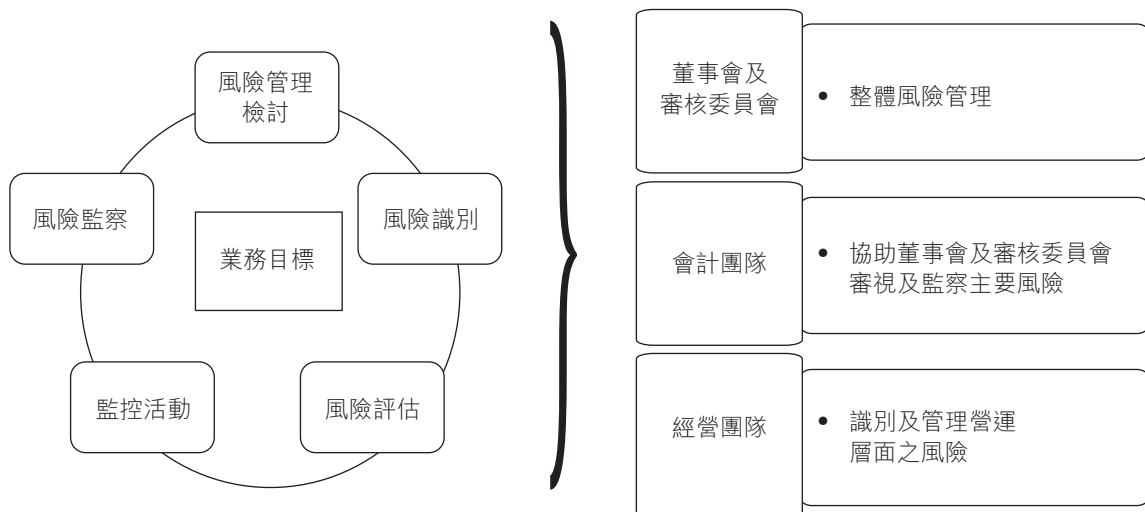 風險管理
檢討
風險監察
風險識別
業務目標
監控活動
風險評估
董事會及
審核委員會
• 整體風險管理
會計團隊
• 協助董事會及審核委員會
審視及監察主要風險
經營團隊
• 識別及管理營運
層面之風險